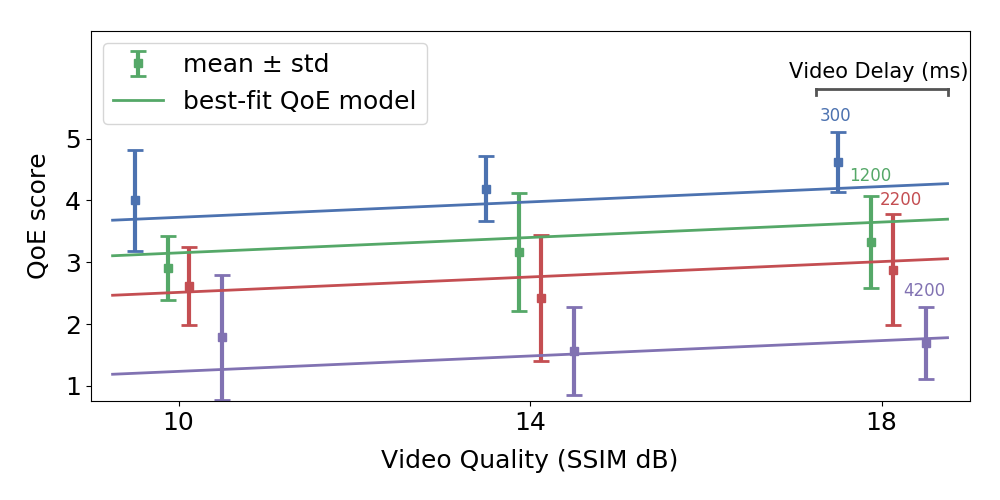 mean ± std
best-fit QoE model
Video Delay (ms)
300
1200
2200
4200
5
4
3
2
1
QoE score
10
14
18
Video Quality (SSIM dB)